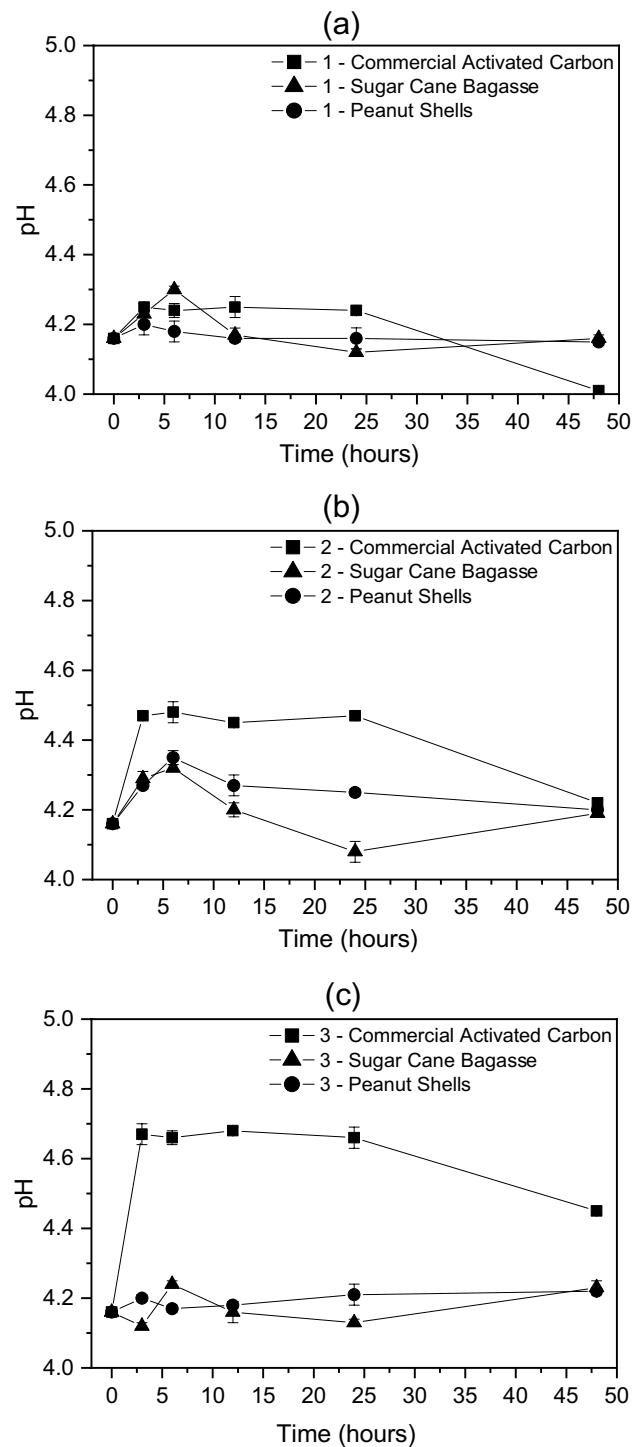 (a)
5.0
1 - Commercial Activated Carbon
1 - Sugar Cane Bagasse
1 - Peanut Shells
4.8
4.6
pH
4.4
4.2
4.0
0 5 10 15 20 25 30 35 40 45 50
Time (hours)
(b)
5.0
2 - Commercial Activated Carbon
2 - Sugar Cane Bagasse
2 - Peanut Shells
4.8
4.6
pH
4.4
4.2
4.0
0 5 10 15 20 25 30 35 40 45 50
Time (hours)
(c)
5.0
3 - Commercial Activated Carbon
3 - Sugar Cane Bagasse
3 - Peanut Shells
4.8
4.6
pH
4.4
4.2
4.0
0 5 10 15 20 25 30 35 40 45 50
Time (hours)